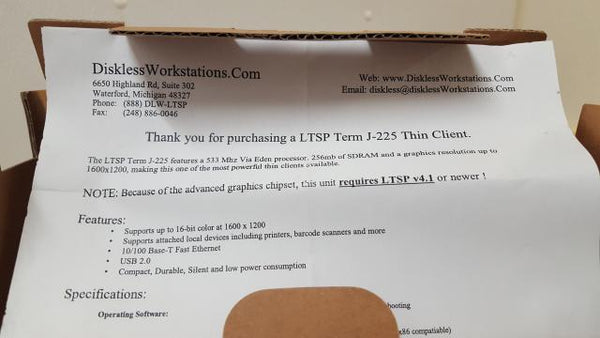 DisklessWorkstations.Com
6650 Highland Rd, Suite 302
Waterford, Michigan 48327
Phone: (888) DLW-LTSP
Fax: (248) 886-0046
Web: www.DisklessWorkstations.Com
Email: diskless@disklessWorkstations.Com
Thank you for purchasing a LTSP Term J-225 Thin Client.
The LTSP Term J-225 features a 533 Mhz Via Eden processor, 256mb of SDRAM and a graphics resolution up to
1600x1200, making this one of the most powerful thin clients available.
NOTE: Because of the advanced graphics chipset, this unit requires LTSP v4.1 or newer !
Features:
• Supports up to 16-bit color at 1600 x 1200
• Supports attached local devices including printers, barcode scanners and more
• 10/100 Base-T Fast Ethernet
• USB 2.0
• Compact, Durable, Silent and low power consumption
Specifications:
Operating Software:
booting
x86 compatiable)